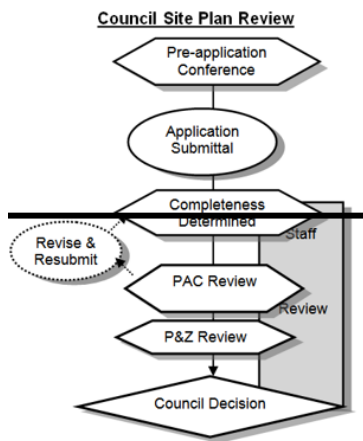 Council Site Plan Review
Pre-application
Conference
Application
Submittal
Completeness
Determined
Staff
Revise &
Resubmit
PAC Review
Review
P&Z Review
Council Decision